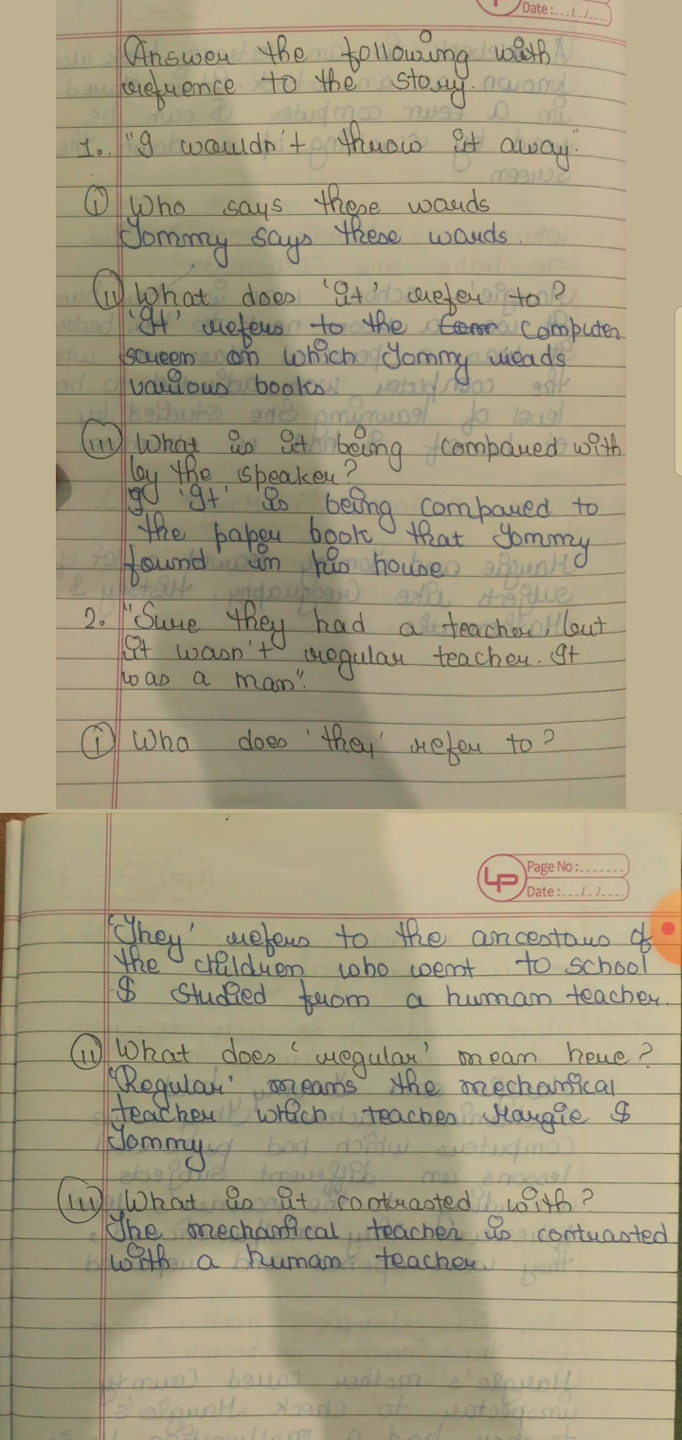 Date:.../.../...
Answer the following with
refrence to the story.
1. "I wouldn't throw it away."
(i) Who says these words
Tommy says these words.
(ii) What does 'it' refer to?
'It' refers to the computer
screen on which Tommy reads
various books.
(iii) What is it being compared with
by the speaker?
'It' is being compared to
the paper book that Tommy
found in his house.
2. "Sure they had a teacher, but
it wasn't regular teacher. It
was a man".
(i) Who does 'they' refer to?
LP
Page No:.......
Date:.../.../...
'They' refers to the ancestors of
the children who went to school
& studied from a human teacher.
(ii) What does 'regular' mean here?
'Regular' means the mechanical
teacher which teaches Margie &
Tommy.
(iii) What is it contrasted with?
The mechanical teacher is contrasted
with a human teacher.